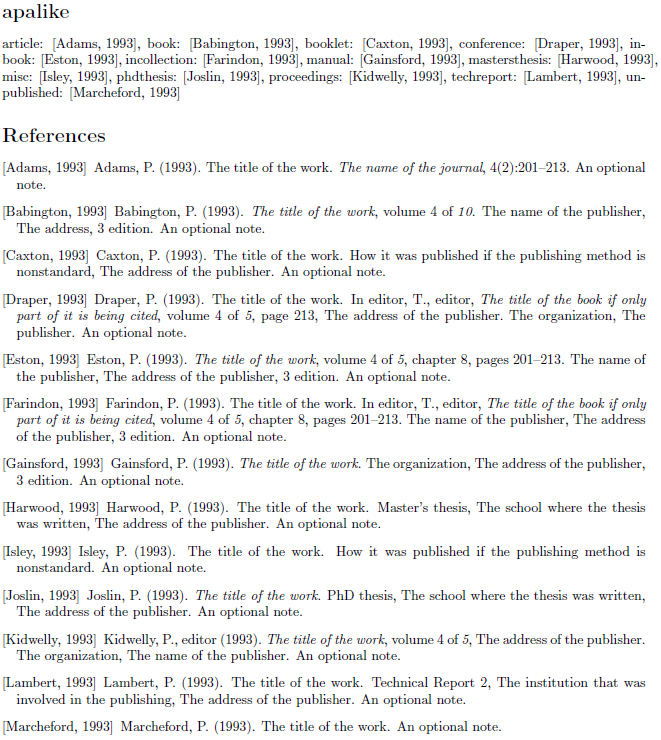 apalike
article: [Adams, 1993], book: [Babington, 1993], booklet: [Caxton, 1993], conference: [Draper, 1993], in-
book: [Eston, 1993], incollection: [Farindon, 1993], manual: [Gainsford, 1993], mastersthesis: [Harwood, 1993],
misc: [Isley, 1993], phdthesis: [Joslin, 1993], proceedings: [Kidwelly, 1993], techreport: [Lambert, 1993], un-
published: [Marcheford, 1993]
References
[Adams, 1993] Adams, P. (1993). The title of the work. The name of the journal, 4(2):201–213. An optional
note.
[Babington, 1993] Babington, P. (1993). The title of the work, volume 4 of 10. The name of the publisher,
The address, 3 edition. An optional note.
[Caxton, 1993] Caxton, P. (1993). The title of the work. How it was published if the publishing method is
nonstandard, The address of the publisher. An optional note.
[Draper, 1993] Draper, P. (1993). The title of the work. In editor, T., editor, The title of the book if only
part of it is being cited, volume 4 of 5, page 213, The address of the publisher. The organization, The
publisher. An optional note.
[Eston, 1993] Eston, P. (1993). The title of the work, volume 4 of 5, chapter 8, pages 201–213. The name of
the publisher, The address of the publisher, 3 edition. An optional note.
[Farindon, 1993] Farindon, P. (1993). The title of the work. In editor, T., editor, The title of the book if only
part of it is being cited, volume 4 of 5, chapter 8, pages 201–213. The name of the publisher, The address
of the publisher, 3 edition. An optional note.
[Gainsford, 1993] Gainsford, P. (1993). The title of the work. The organization, The address of the publisher,
3 edition. An optional note.
[Harwood, 1993] Harwood, P. (1993). The title of the work. Master's thesis, The school where the thesis
was written, The address of the publisher. An optional note.
[Isley, 1993] Isley, P. (1993). The title of the work. How it was published if the publishing method is
nonstandard. An optional note.
[Joslin, 1993] Joslin, P. (1993). The title of the work. PhD thesis, The school where the thesis was written,
The address of the publisher. An optional note.
[Kidwelly, 1993] Kidwelly, P., editor (1993). The title of the work, volume 4 of 5, The address of the publisher.
The organization, The name of the publisher. An optional note.
[Lambert, 1993] Lambert, P. (1993). The title of the work. Technical Report 2, The institution that was
involved in the publishing, The address of the publisher. An optional note.
[Marcheford, 1993] Marcheford, P. (1993). The title of the work. An optional note.